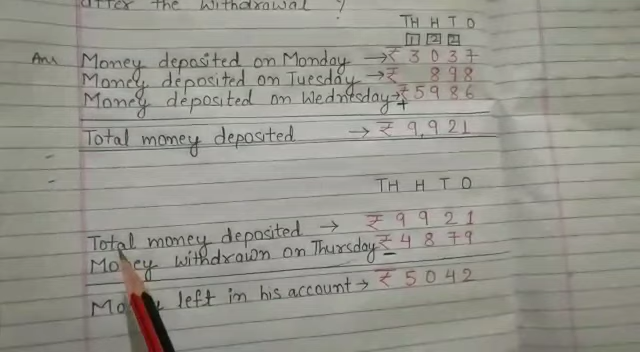 after the withdrawal ?
TH H T O
1 2 2
Ans Money deposited on Monday → ₹ 3 0 3 7
Money deposited on Tuesday → ₹ 8 9 8
Money deposited on Wednesday → + ₹ 5 9 8 6
Total money deposited → ₹ 9,9 2 1
TH H T O
Total money deposited → ₹ 9 9 2 1
Money withdrawn on Thursday - ₹ 4 8 7 9
Money left in his account → ₹ 5 0 4 2